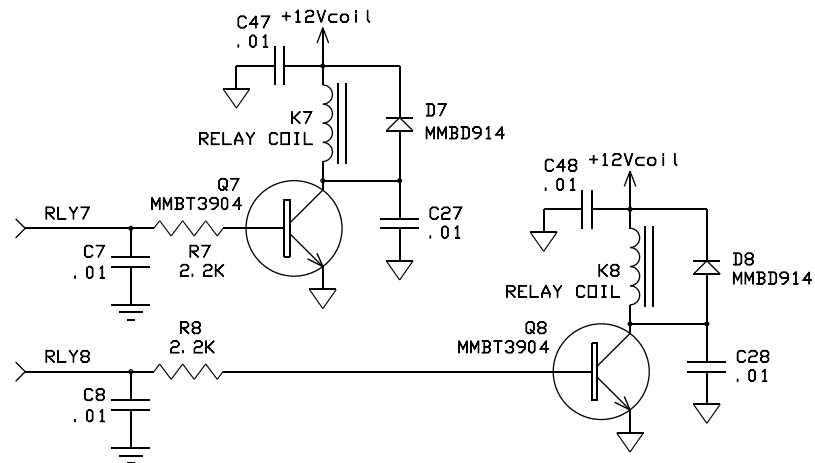 C47 +12Vcoil
.01
K7
RELAY COIL
D7
MMBD914
Q7
MMBT3904
RLY7
C7
.01
R7
2.2K
C27
.01
C48 +12Vcoil
.01
K8
RELAY COIL
D8
MMBD914
R8
2.2K
Q8
MMBT3904
RLY8
C8
.01
C28
.01